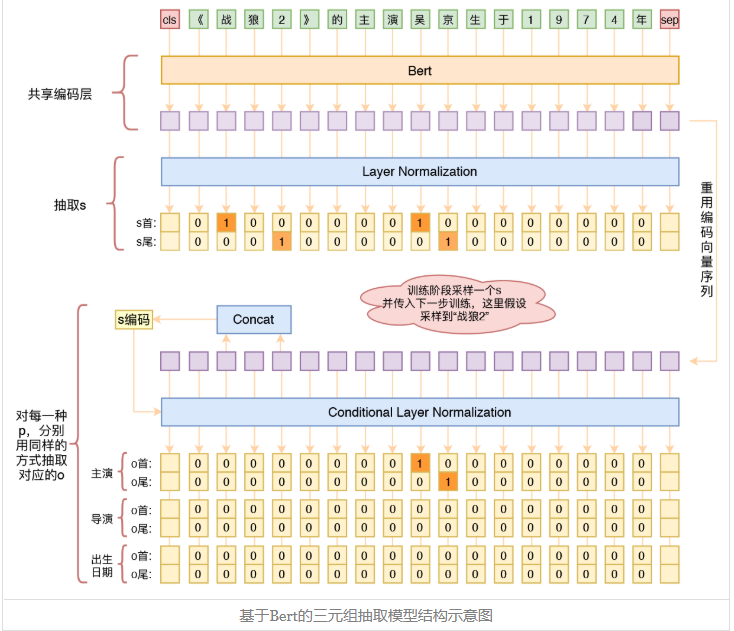 cls 《 战 狼 2 》 的 主 演 吴 京 生 于 1 9 7 4 年 sep
Bert
共享编码层
Layer Normalization
抽取s
s首: 0 1 0 0 0 0 0 0 1 0 0 0 0 0 0 0 0
s尾: 0 0 0 1 0 0 0 0 0 1 0 0 0 0 0 0 0
重用编码向量序列
训练阶段采样一个s
并传入下一步训练，这里假设
采样到“战狼2”
s编码
Concat
Conditional Layer Normalization
对每一种
p，分别
用同样的
方式抽取
对应的o
主演
o首: 0 0 0 0 0 0 0 0 1 0 0 0 0 0 0 0 0
o尾: 0 0 0 0 0 0 0 0 0 1 0 0 0 0 0 0 0
导演
o首: 0 0 0 0 0 0 0 0 0 0 0 0 0 0 0 0 0
o尾: 0 0 0 0 0 0 0 0 0 0 0 0 0 0 0 0 0
出生
日期
o首: 0 0 0 0 0 0 0 0 0 0 0 0 0 0 0 0 0
o尾: 0 0 0 0 0 0 0 0 0 0 0 0 0 0 0 0 0
基于Bert的三元组抽取模型结构示意图